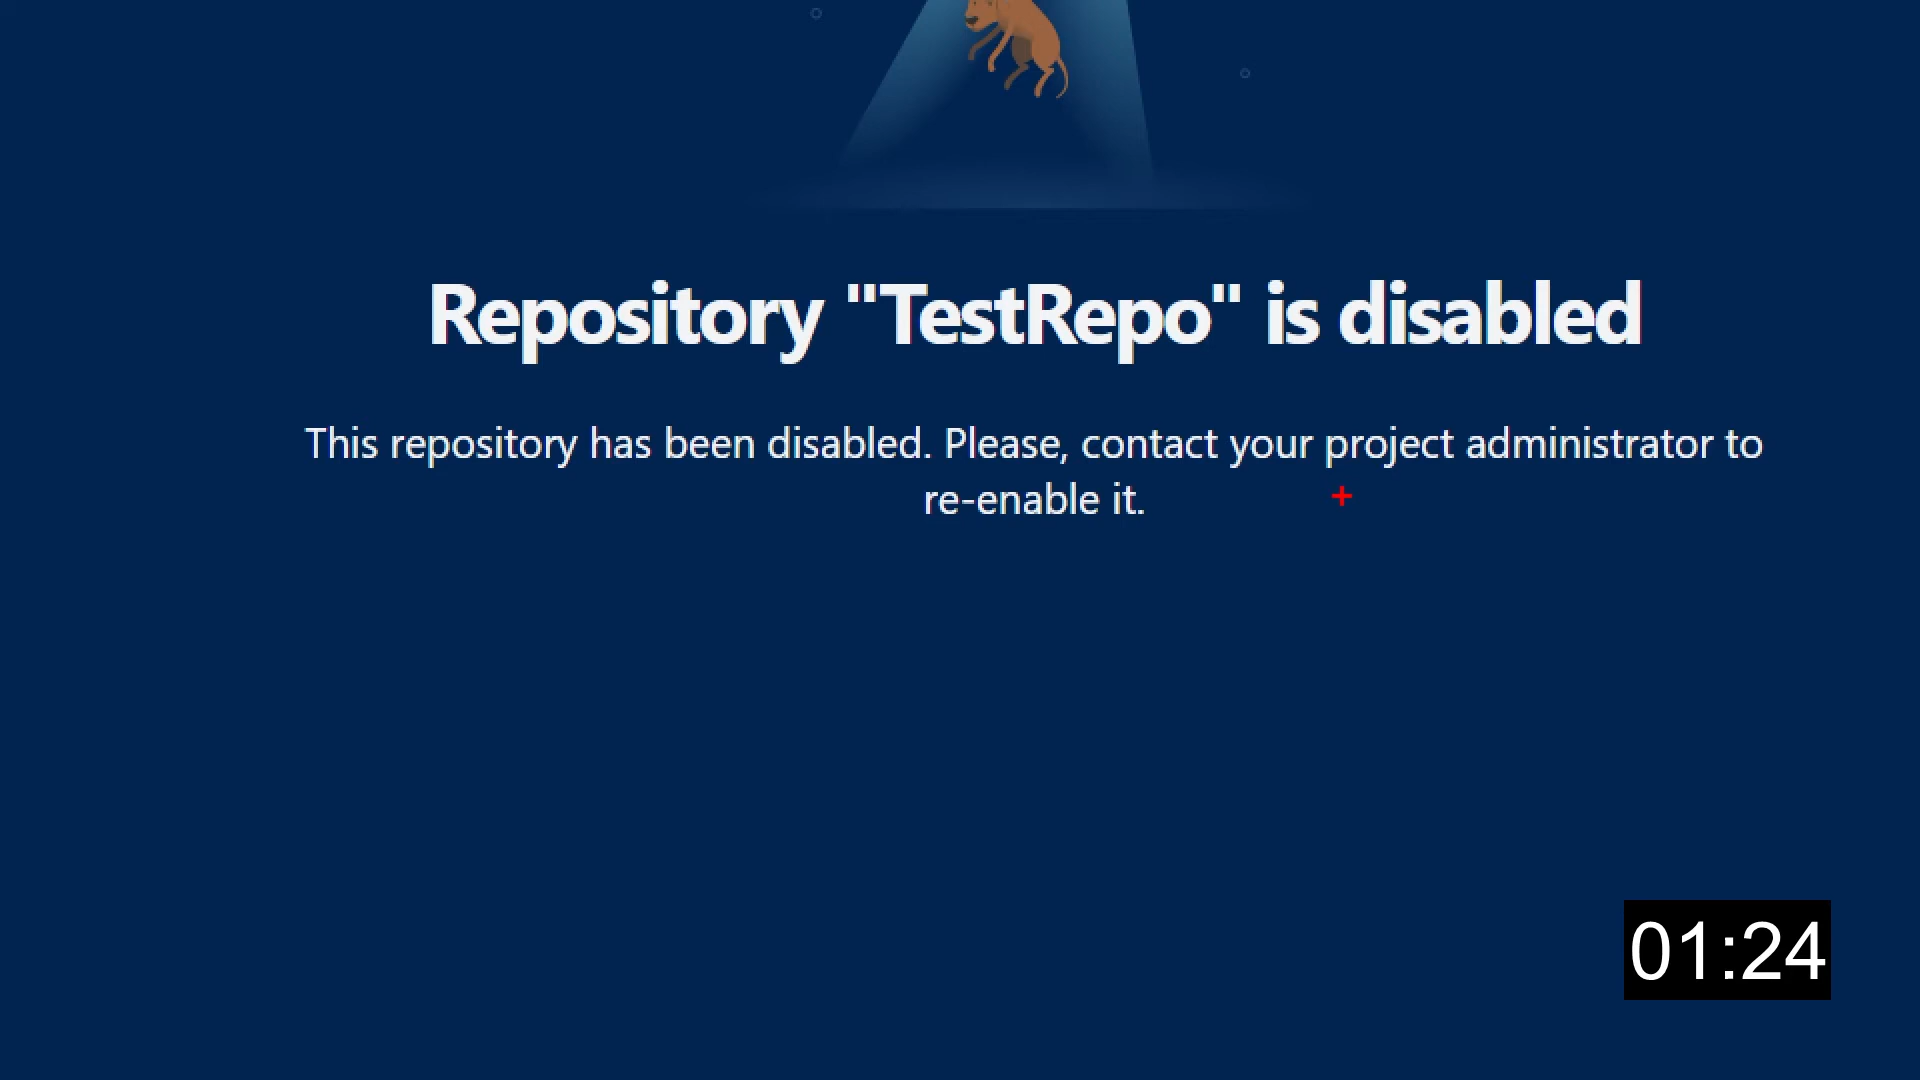 Repository "TestRepo" is disabled
This repository has been disabled. Please, contact your project administrator to
re-enable it.
01:24